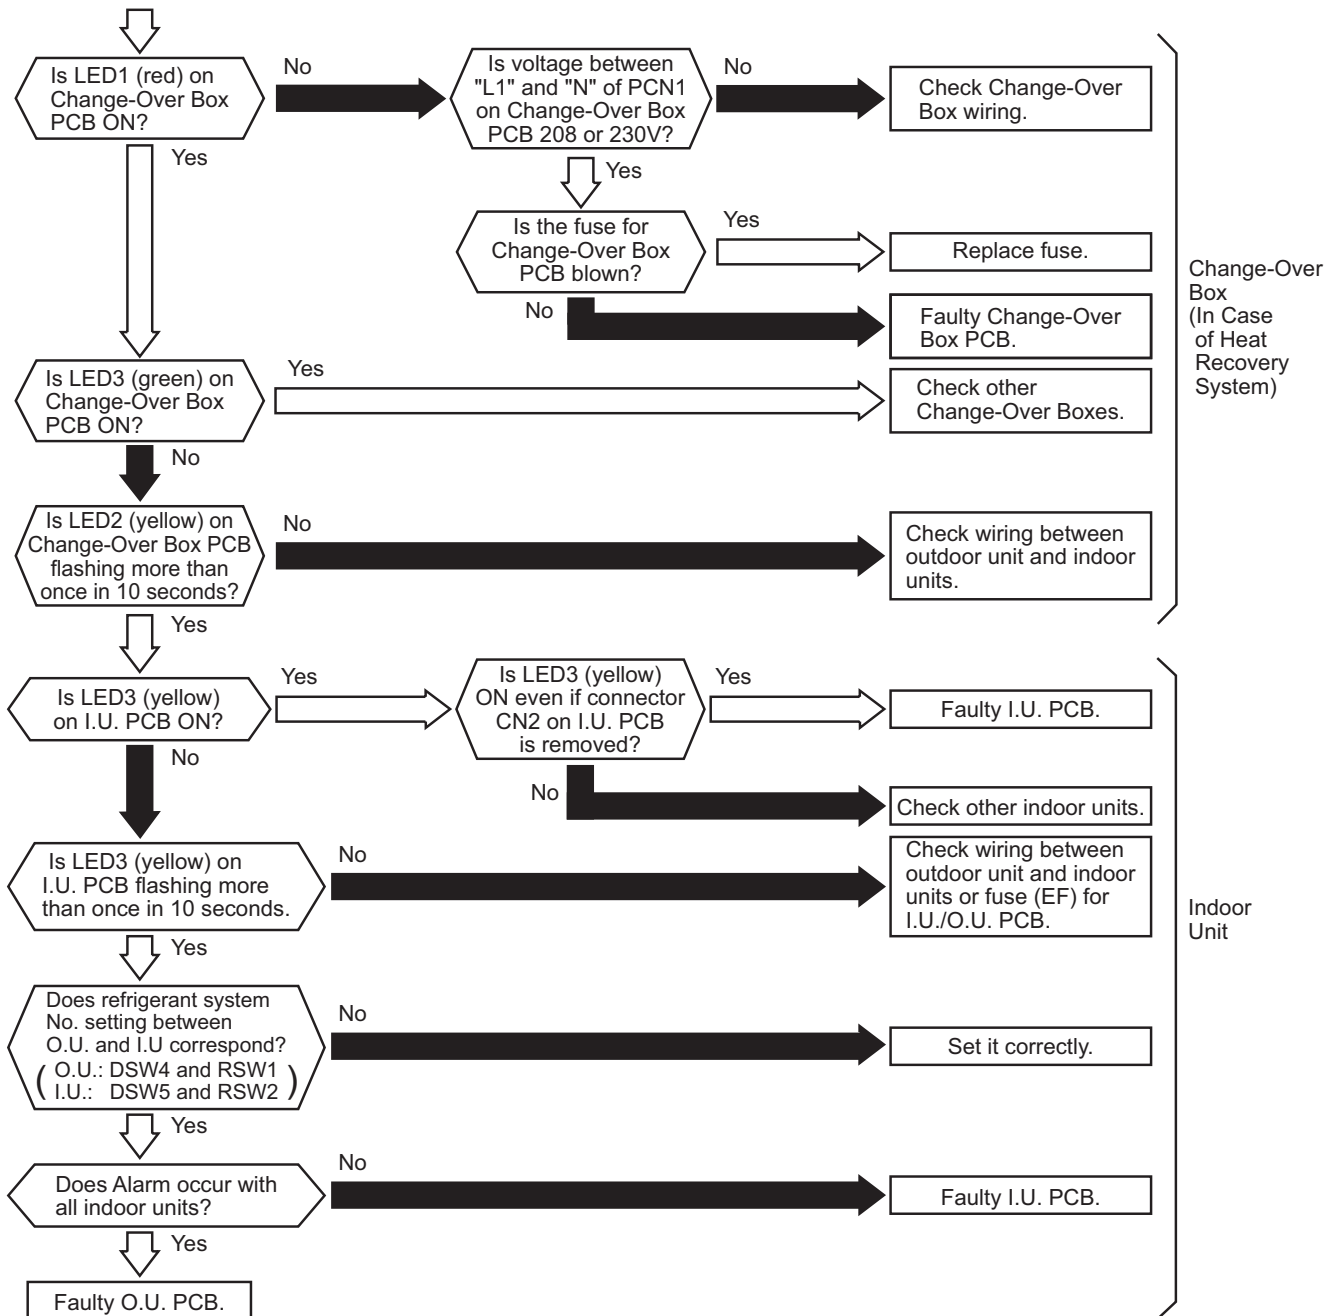 Is LED1 (red) on
Change-Over Box
PCB ON?
No
Is voltage between
"L1" and "N" of PCN1
on Change-Over Box
PCB 208 or 230V?
No
Check Change-Over
Box wiring.
Yes
Yes
Is the fuse for
Change-Over Box
PCB blown?
Yes
Replace fuse.
No
Faulty Change-Over
Box PCB.
Change-Over
Box
(In Case
of Heat
Recovery
System)
Is LED3 (green) on
Change-Over Box
PCB ON?
Yes
Check other
Change-Over Boxes.
No
Is LED2 (yellow) on
Change-Over Box PCB
flashing more than
once in 10 seconds?
No
Check wiring between
outdoor unit and indoor
units.
Yes
Is LED3 (yellow)
on I.U. PCB ON?
Yes
Is LED3 (yellow)
ON even if connector
CN2 on I.U. PCB
is removed?
Yes
Faulty I.U. PCB.
No
No
Check other indoor units.
Is LED3 (yellow) on
I.U. PCB flashing more
than once in 10 seconds.
No
Check wiring between
outdoor unit and indoor
units or fuse (EF) for
I.U./O.U. PCB.
Indoor
Unit
Yes
Does refrigerant system
No. setting between
O.U. and I.U correspond?
( O.U.: DSW4 and RSW1
I.U.: DSW5 and RSW2 )
No
Set it correctly.
Yes
Does Alarm occur with
all indoor units?
No
Faulty I.U. PCB.
Yes
Faulty O.U. PCB.